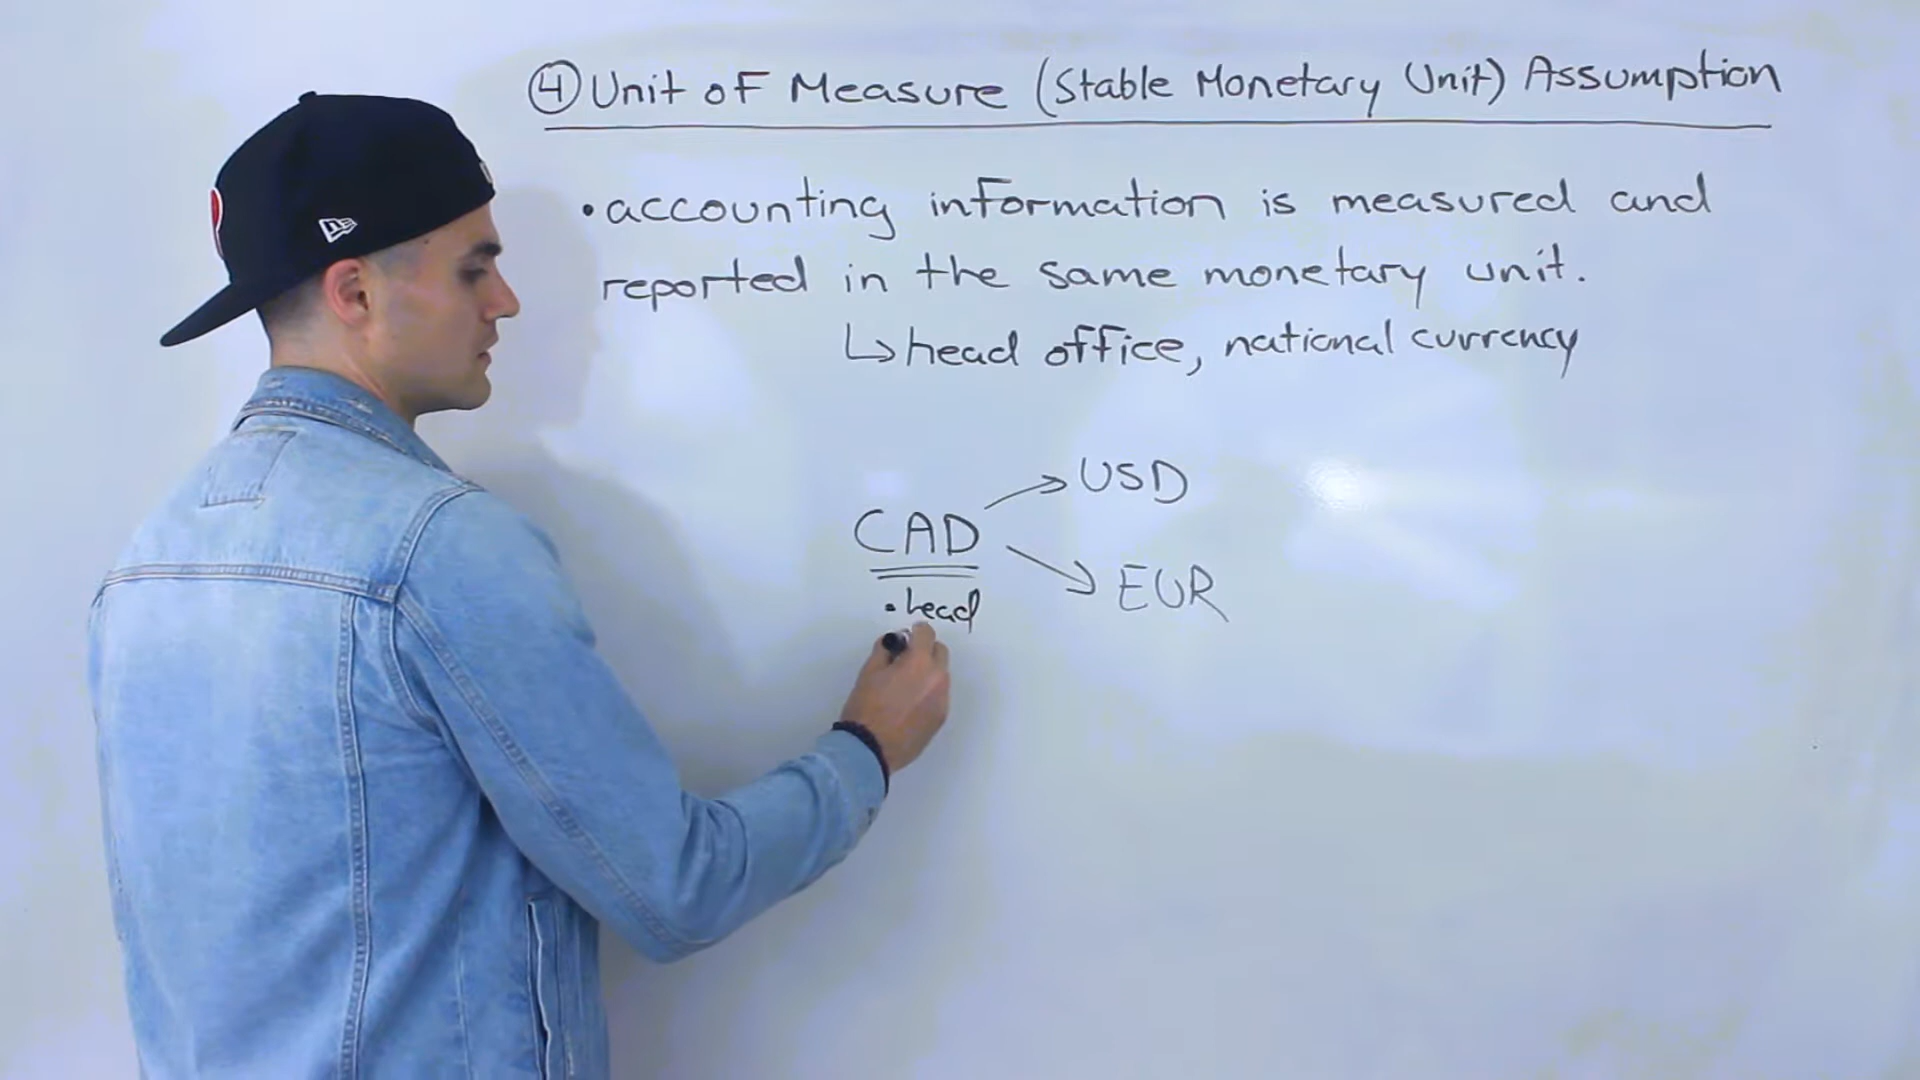 ④ Unit of Measure (Stable Monetary Unit) Assumption
• accounting information is measured and
reported in the same monetary unit.
↳ head office, national currency
USD
CAD
EUR
• head